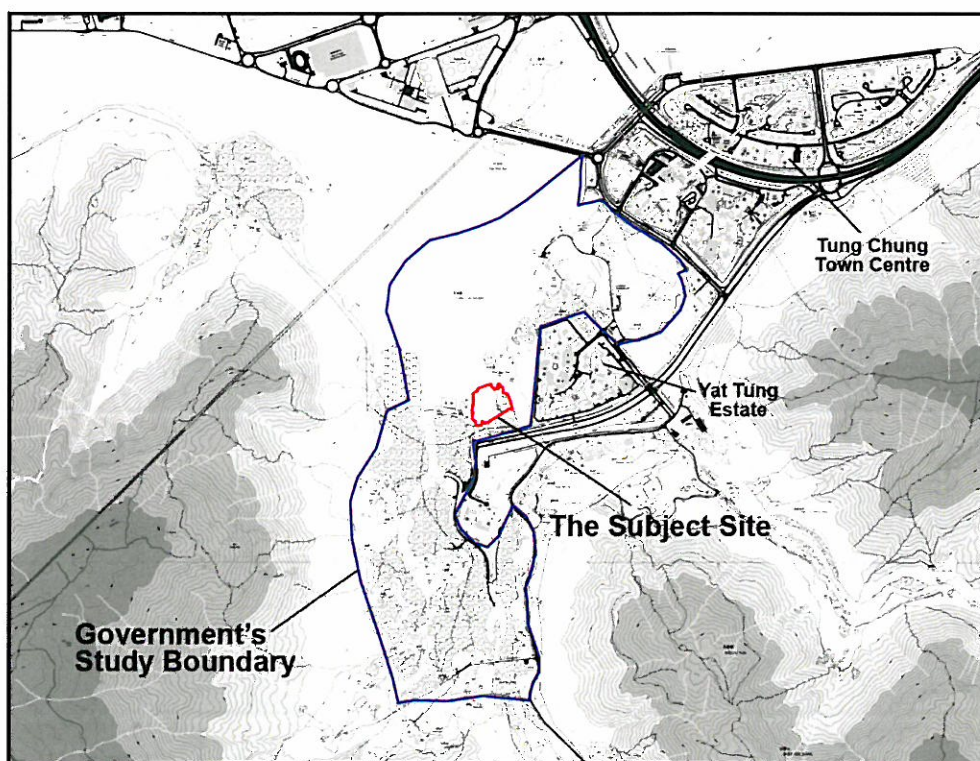 Tung Chung
Town Centre
Yat Tung
Estate
The Subject Site
Government's
Study Boundary